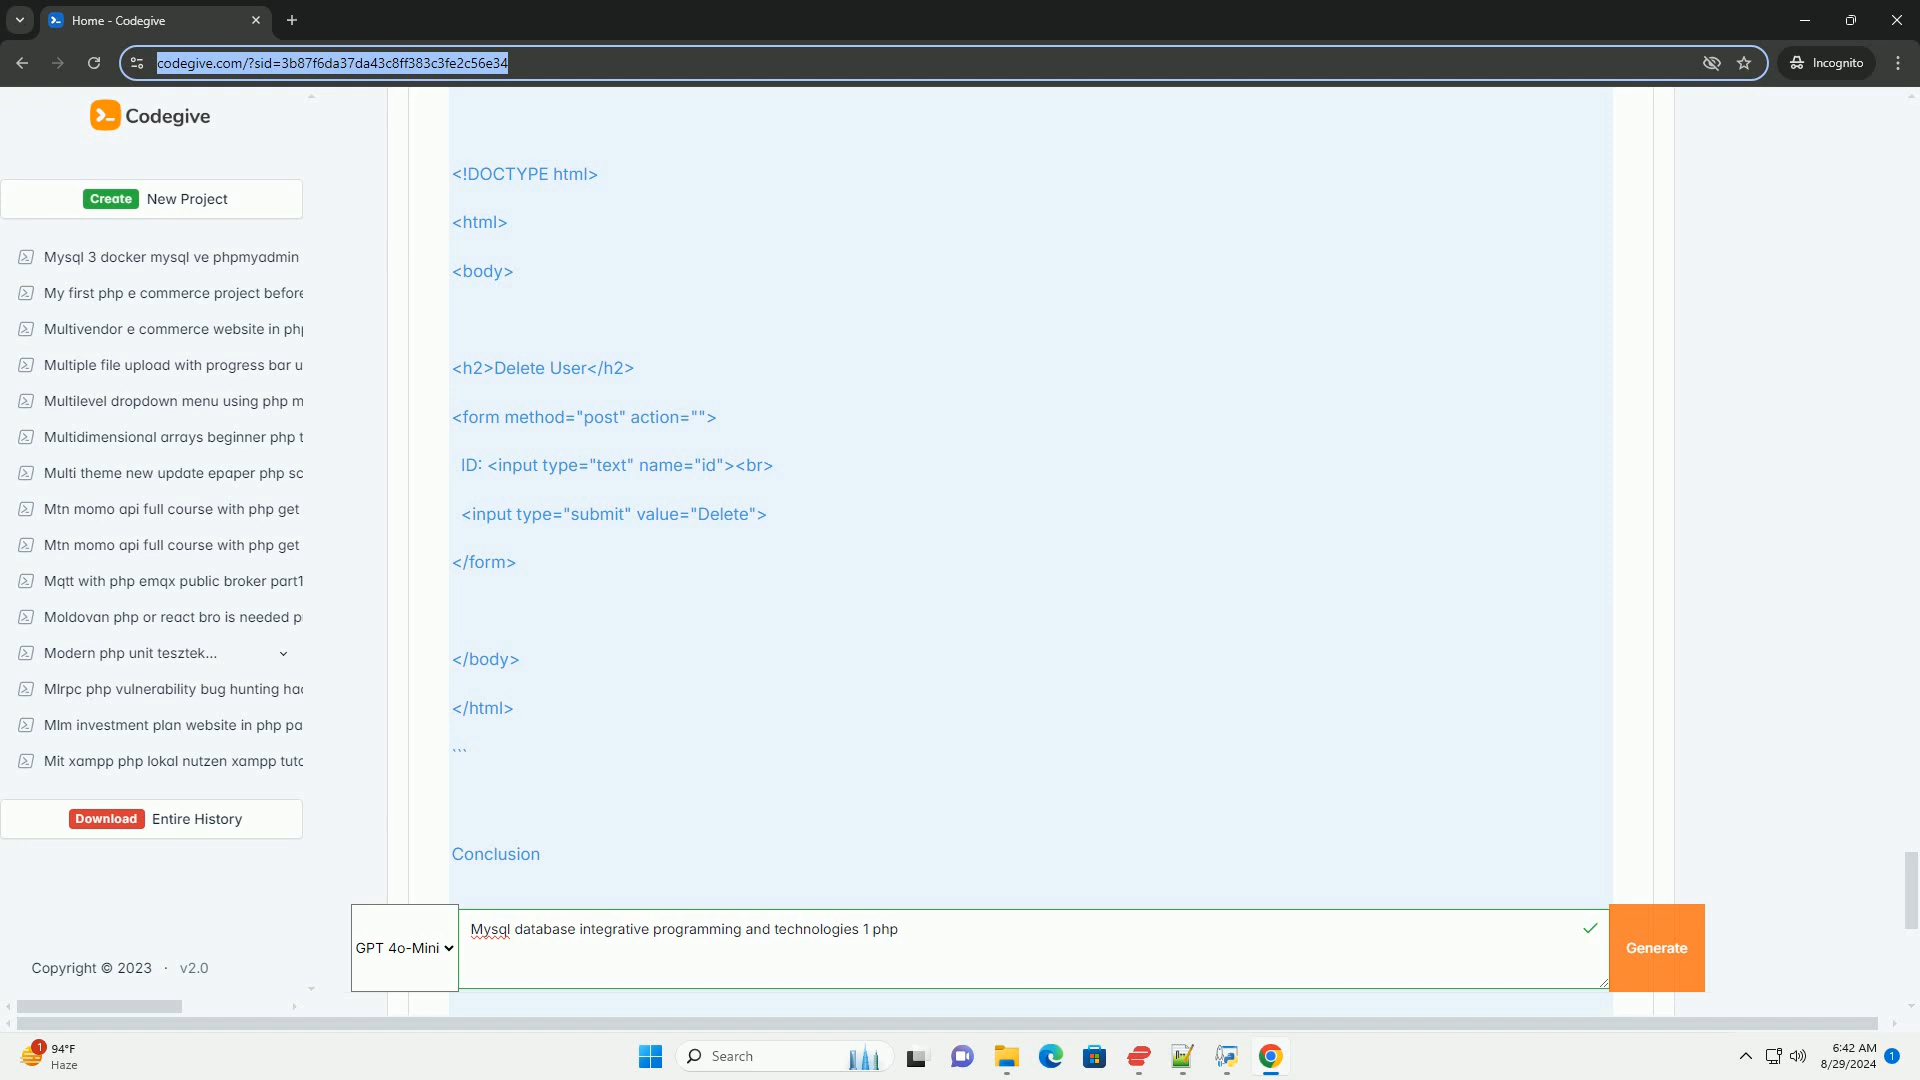 Home - Codegive
codegive.com/?sid=3b87f6da37da43c8ff383c3fe2c56e34
Incognito
Codegive
Create New Project
Mysql 3 docker mysql ve phpmyadmin
My first php e commerce project before
Multivendor e commerce website in php
Multiple file upload with progress bar u
Multilevel dropdown menu using php m
Multidimensional arrays beginner php t
Multi theme new update epaper php sc
Mtn momo api full course with php get
Mtn momo api full course with php get
Mqtt with php emqx public broker part1
Moldovan php or react bro is needed p
Modern php unit tesztek...
Mlrpc php vulnerability bug hunting hac
Mlm investment plan website in php pa
Mit xampp php lokal nutzen xampp tuto
Download Entire History
Copyright © 2023 · v2.0
<!DOCTYPE html>
<html>
<body>
<h2>Delete User</h2>
<form method="post" action="">
ID: <input type="text" name="id"><br>
<input type="submit" value="Delete">
</form>
</body>
</html>
```
Conclusion
GPT 4o-Mini
Mysql database integrative programming and technologies 1 php
Generate
1
94°F
Haze
Search
6:42 AM
8/29/2024
1